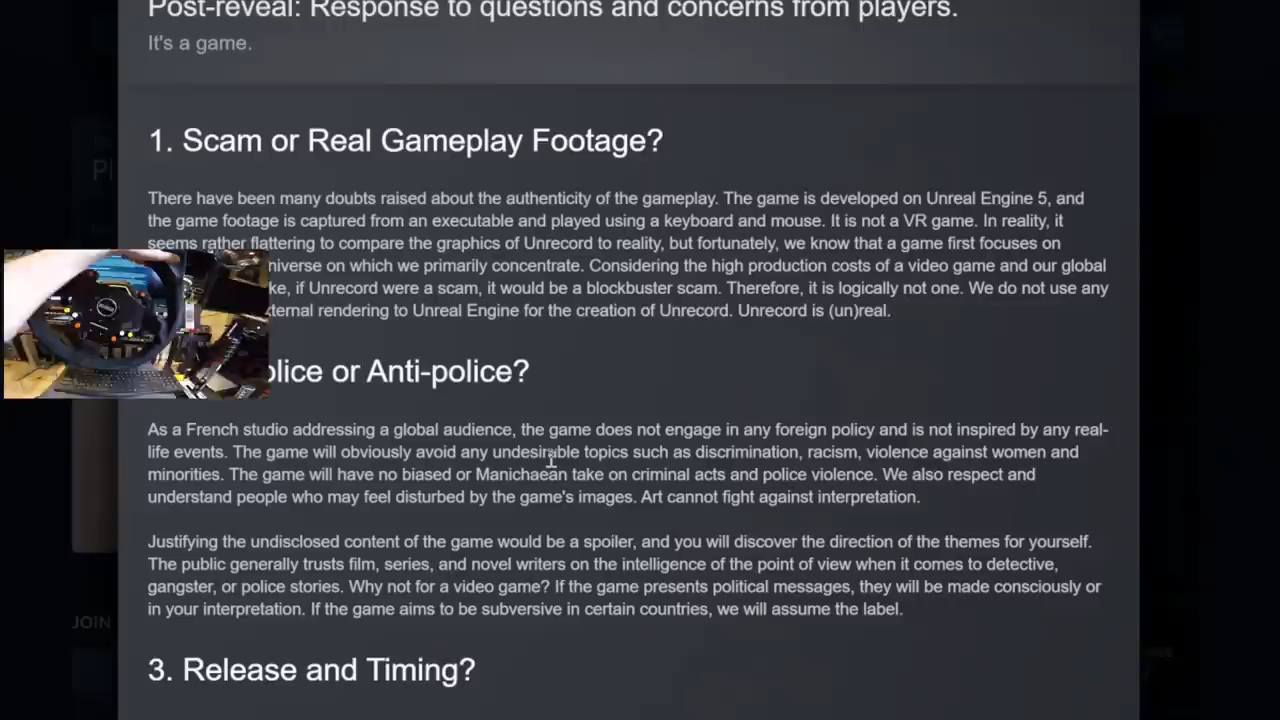 Post-reveal: Response to questions and concerns from players.
It's a game.
1. Scam or Real Gameplay Footage?
There have been many doubts raised about the authenticity of the gameplay. The game is developed on Unreal Engine 5, and
the game footage is captured from an executable and played using a keyboard and mouse. It is not a VR game. In reality, it
seems rather flattering to compare the graphics of Unrecord to reality, but fortunately, we know that a game first focuses on
universe on which we primarily concentrate. Considering the high production costs of a video game and our global
if Unrecord were a scam, it would be a blockbuster scam. Therefore, it is logically not one. We do not use any
rendering to Unreal Engine for the creation of Unrecord. Unrecord is (un)real.
or Anti-police?
As a French studio addressing a global audience, the game does not engage in any foreign policy and is not inspired by any real-
life events. The game will obviously avoid any undesirable topics such as discrimination, racism, violence against women and
minorities. The game will have no biased or Manichaean take on criminal acts and police violence. We also respect and
understand people who may feel disturbed by the game's images. Art cannot fight against interpretation.
Justifying the undisclosed content of the game would be a spoiler, and you will discover the direction of the themes for yourself.
The public generally trusts film, series, and novel writers on the intelligence of the point of view when it comes to detective,
gangster, or police stories. Why not for a video game? If the game presents political messages, they will be made consciously or
in your interpretation. If the game aims to be subversive in certain countries, we will assume the label.
JOIN
3. Release and Timing?